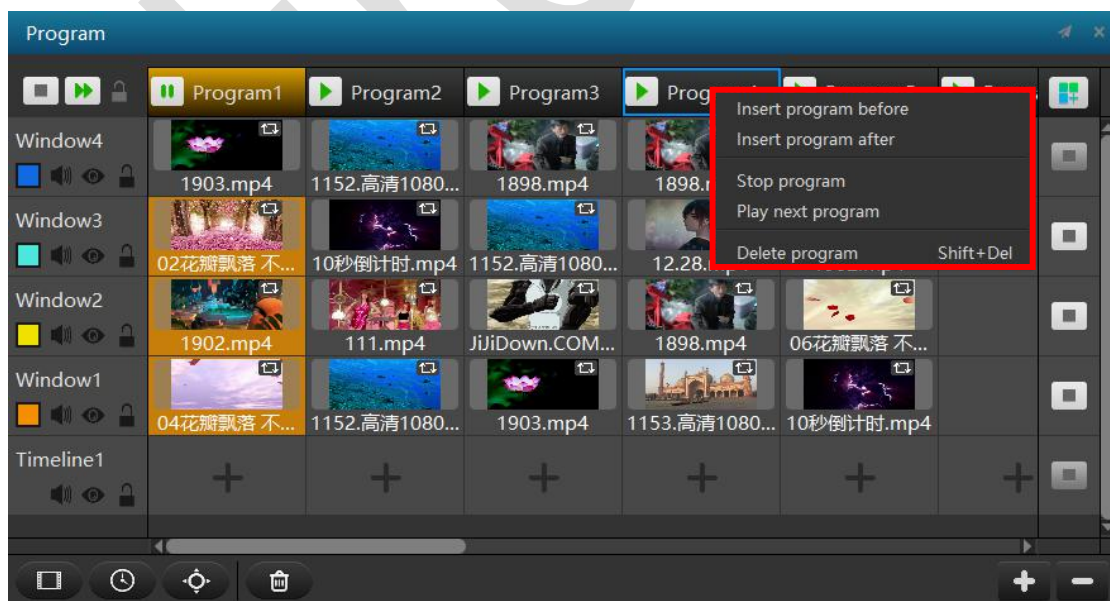 Program
Program1 Program2 Program3
Insert program before
Insert program after
Stop program
Play next program
Delete program Shift+Del
Window4
1903.mp4 1152.高清1080... 1898.mp4
Window3
02花瓣飘落 不... 10秒倒计时.mp4 1152.高清1080... 12.28.
Window2
1902.mp4 111.mp4 JiJiDown.COM... 1898.mp4 06花瓣飘落 不...
Window1
04花瓣飘落 不... 1152.高清1080... 1903.mp4 1153.高清1080... 10秒倒计时.mp4
Timeline1